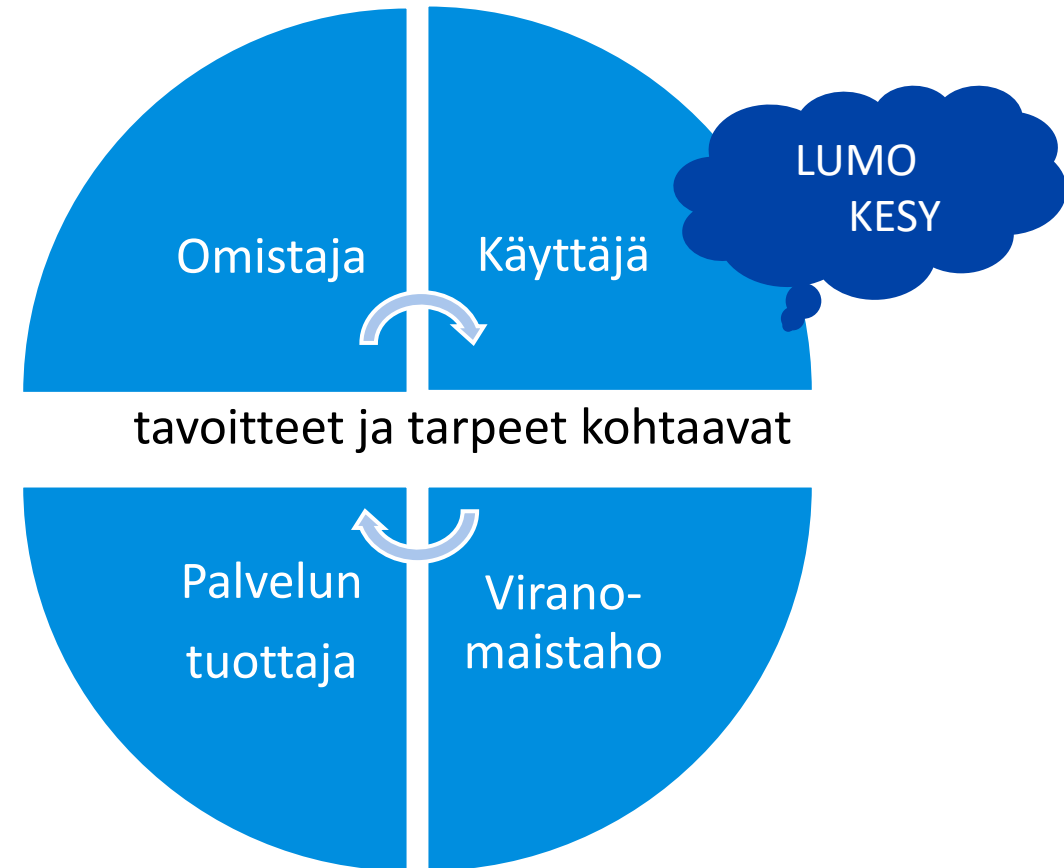 LUMO
KESY
Omistaja
Käyttäjä
tavoitteet ja tarpeet kohtaavat
Palvelun
tuottaja
Virano-
maistaho